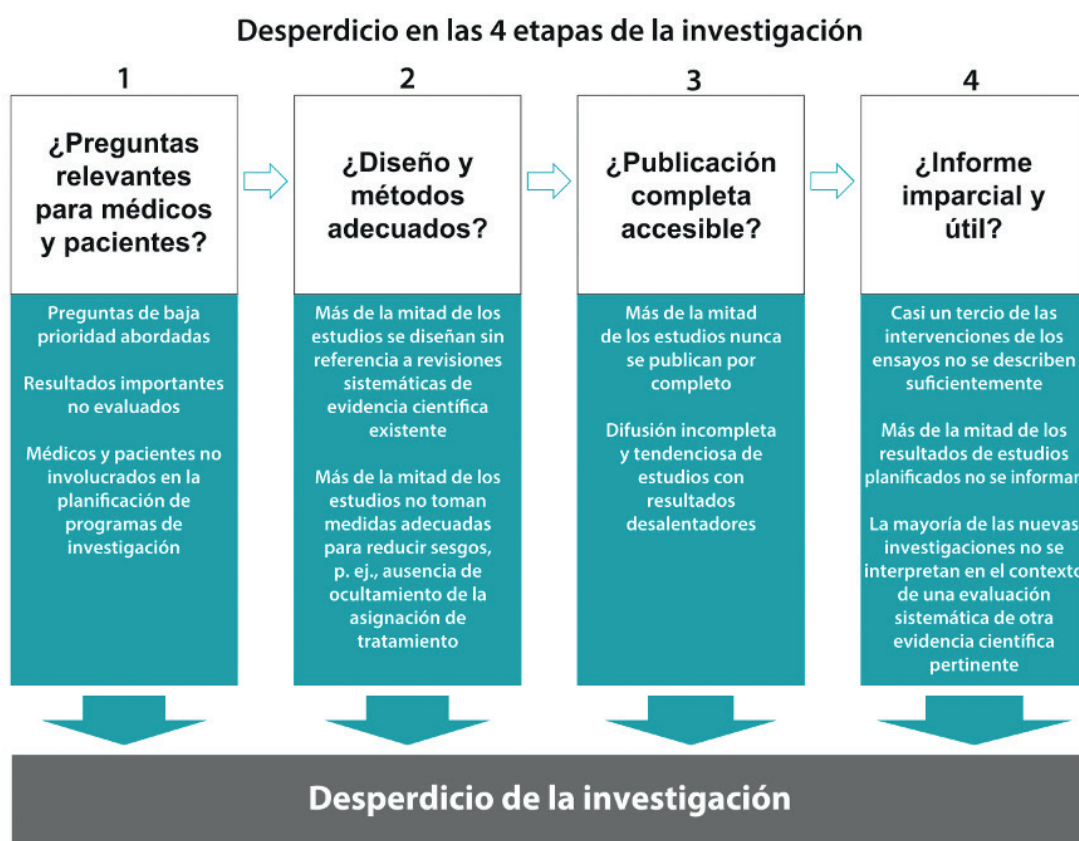 Desperdicio en las 4 etapas de la investigación
1
¿Preguntas
relevantes
para médicos
y pacientes?
Preguntas de baja
prioridad abordadas
Resultados importantes
no evaluados
Médicos y pacientes no
involucrados en la
planificación de
programas de
investigación
2
¿Diseño y
métodos
adecuados?
Más de la mitad de los
estudios se diseñan sin
referencia a revisiones
sistemáticas de
evidencia científica
existente
Más de la mitad de los
estudios no toman
medidas adecuadas
para reducir sesgos,
p. ej., ausencia de
ocultamiento de la
asignación de
tratamiento
3
¿Publicación
completa
accesible?
Más de la mitad
de los estudios nunca
se publican por
completo
Difusión incompleta
y tendenciosa de
estudios con
resultados
desalentadores
4
¿Informe
imparcial y
útil?
Casi un tercio de las
intervenciones de los
ensayos no se describen
suficientemente
Más de la mitad de los
resultados de estudios
planificados no se informan
La mayoría de las nuevas
investigaciones no se
interpretan en el contexto
de una evaluación
sistemática de otra
evidencia científica
pertinente
Desperdicio de la investigación